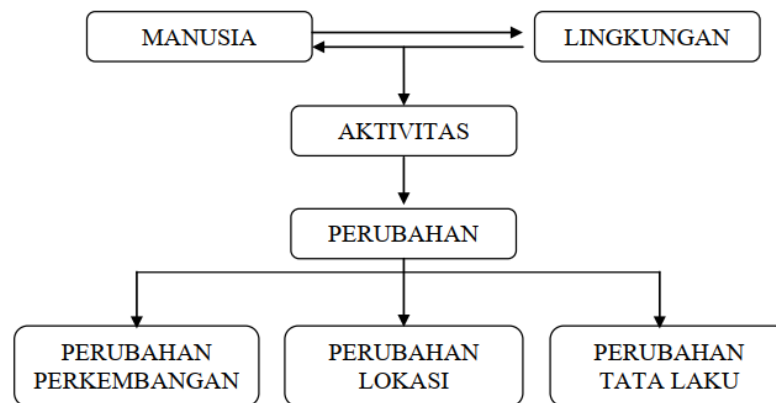 MANUSIA
LINGKUNGAN
AKTIVITAS
PERUBAHAN
PERUBAHAN
PERKEMBANGAN
PERUBAHAN
LOKASI
PERUBAHAN
TATA LAKU